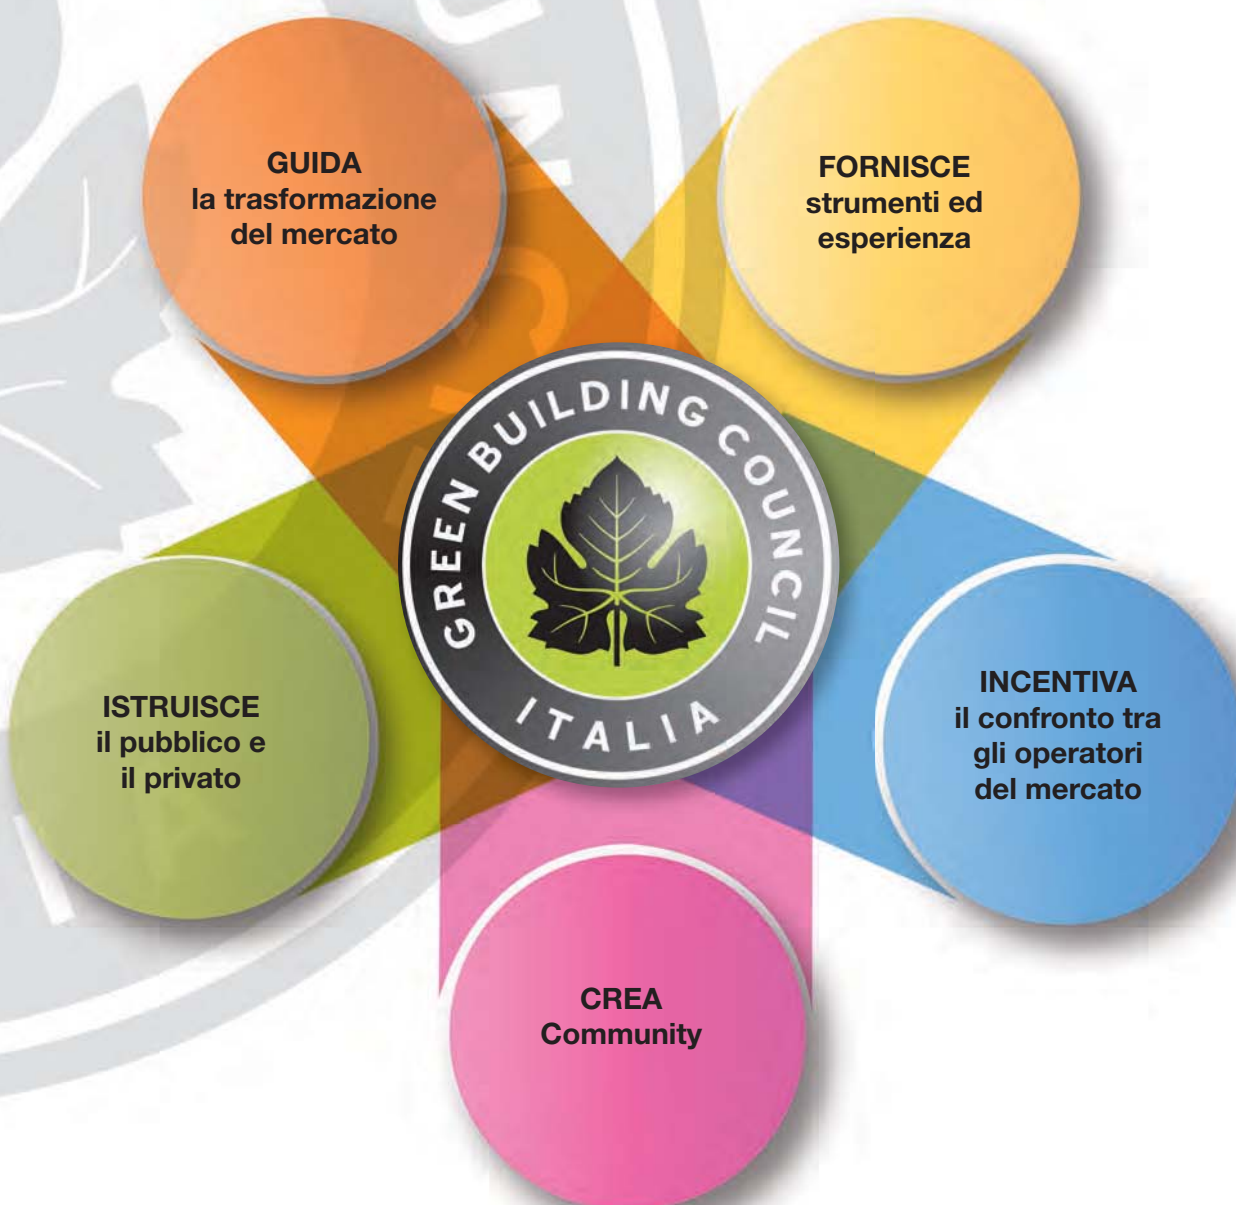 GUIDA
la trasformazione
del mercato
FORNISCE
strumenti ed
esperienza
GREEN BUILDING COUNCIL
ITALIA
ISTRUISCE
il pubblico e
il privato
INCENTIVA
il confronto tra
gli operatori
del mercato
CREA
Community